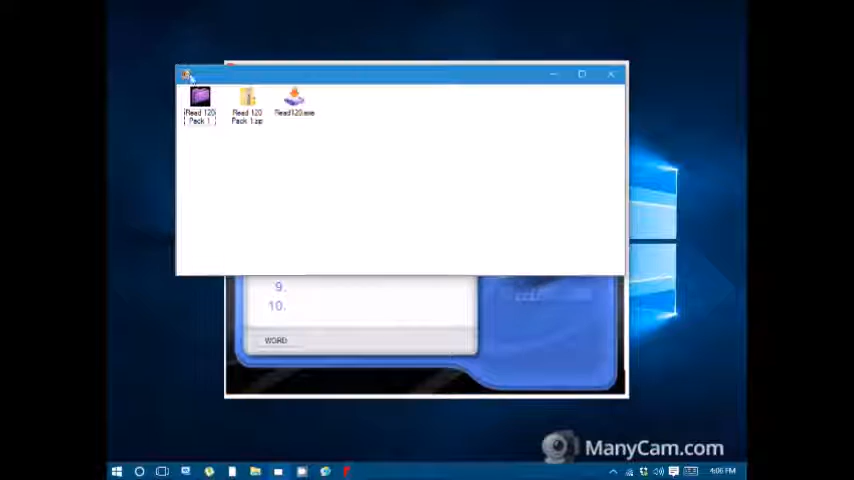 Read 120 Pack 1
Read 120 Pack 1.zip
Read120.exe
9.
10.
WORD
ManyCam.com
4:06 PM